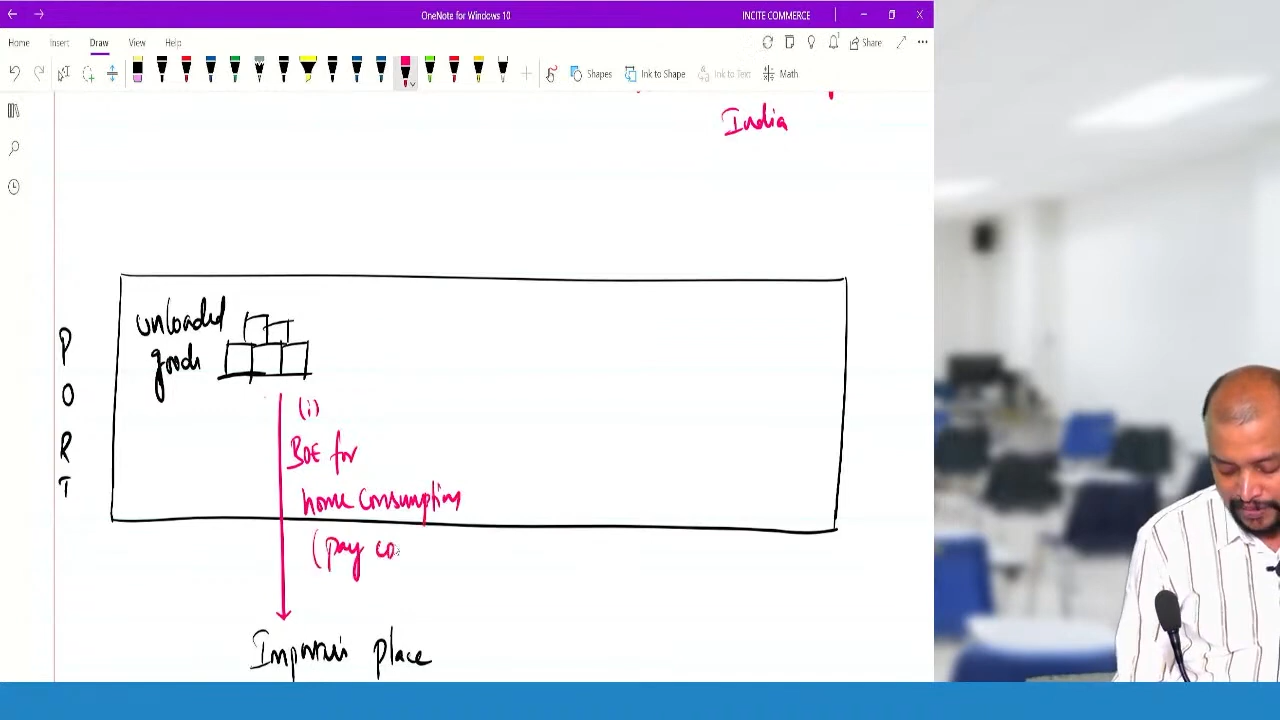 OneNote for Windows 10
INCITE COMMERCE
Home
Insert
Draw
View
Help
Share
Shapes
Ink to Shape
Ink to Text
Math
India
unloaded
goods
P
O
R
T
(i)
BOE for
home consumption
(pay co
place